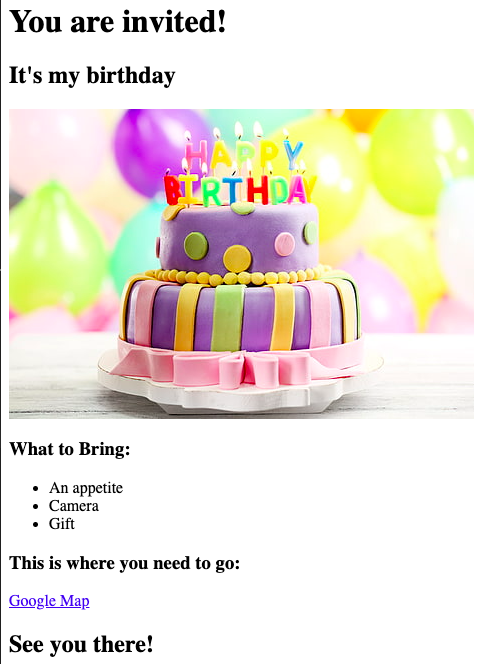 You are invited!
It's my birthday
HAPPY
BIRTHDAY
What to Bring:
An appetite
Camera
Gift
This is where you need to go:
Google Map
See you there!